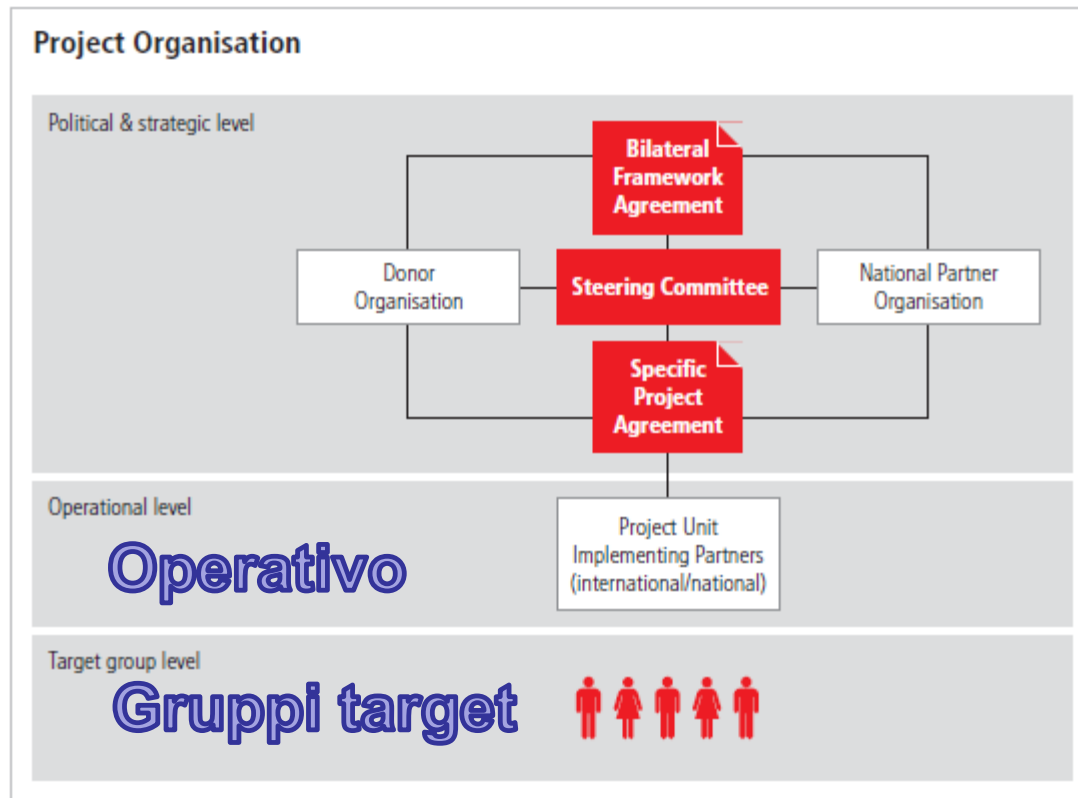 Project Organisation
Political & strategic level
Bilateral
Framework
Agreement
Donor
Organisation
Steering Committee
National Partner
Organisation
Specific
Project
Agreement
Operational level
Operativo
Project Unit
Implementing Partners
(international/national)
Target group level
Gruppi target